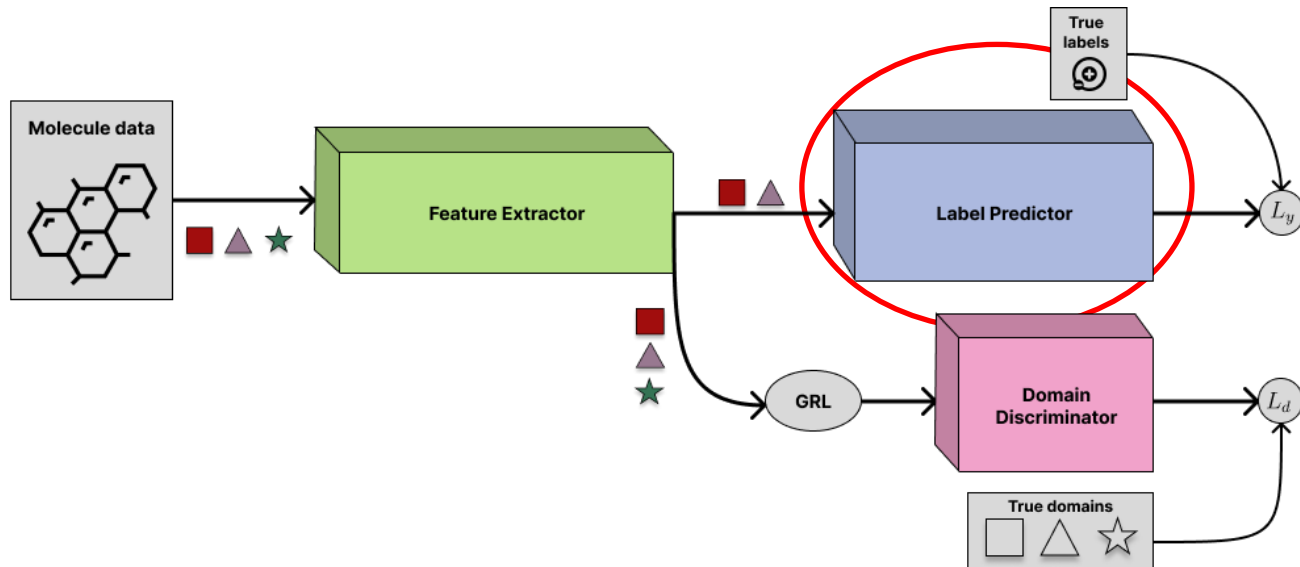 True
labels
Molecule data
Feature Extractor
Label Predictor
L_y
GRL
Domain
Discriminator
L_d
True domains